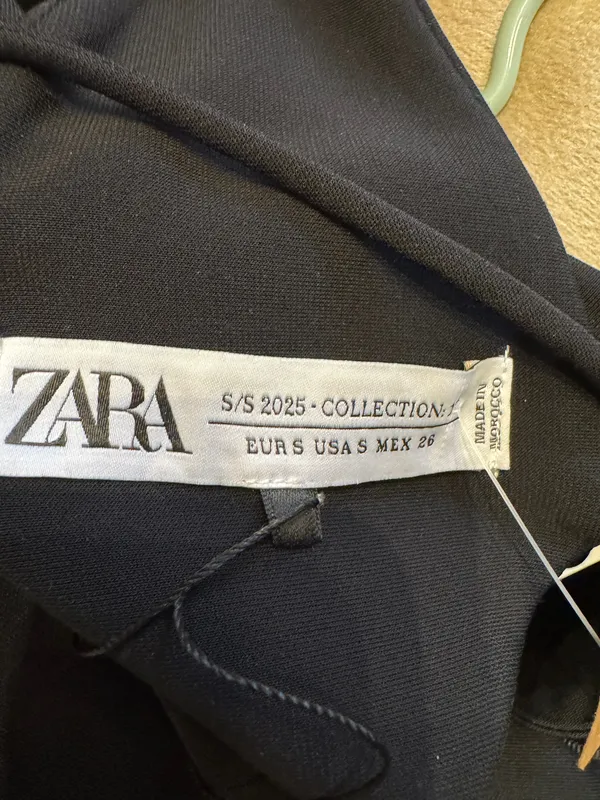 ZARA
S/S 2025 - COLLECTION:
EUR S USA S MEX 26
MADE IN
MOROCCO